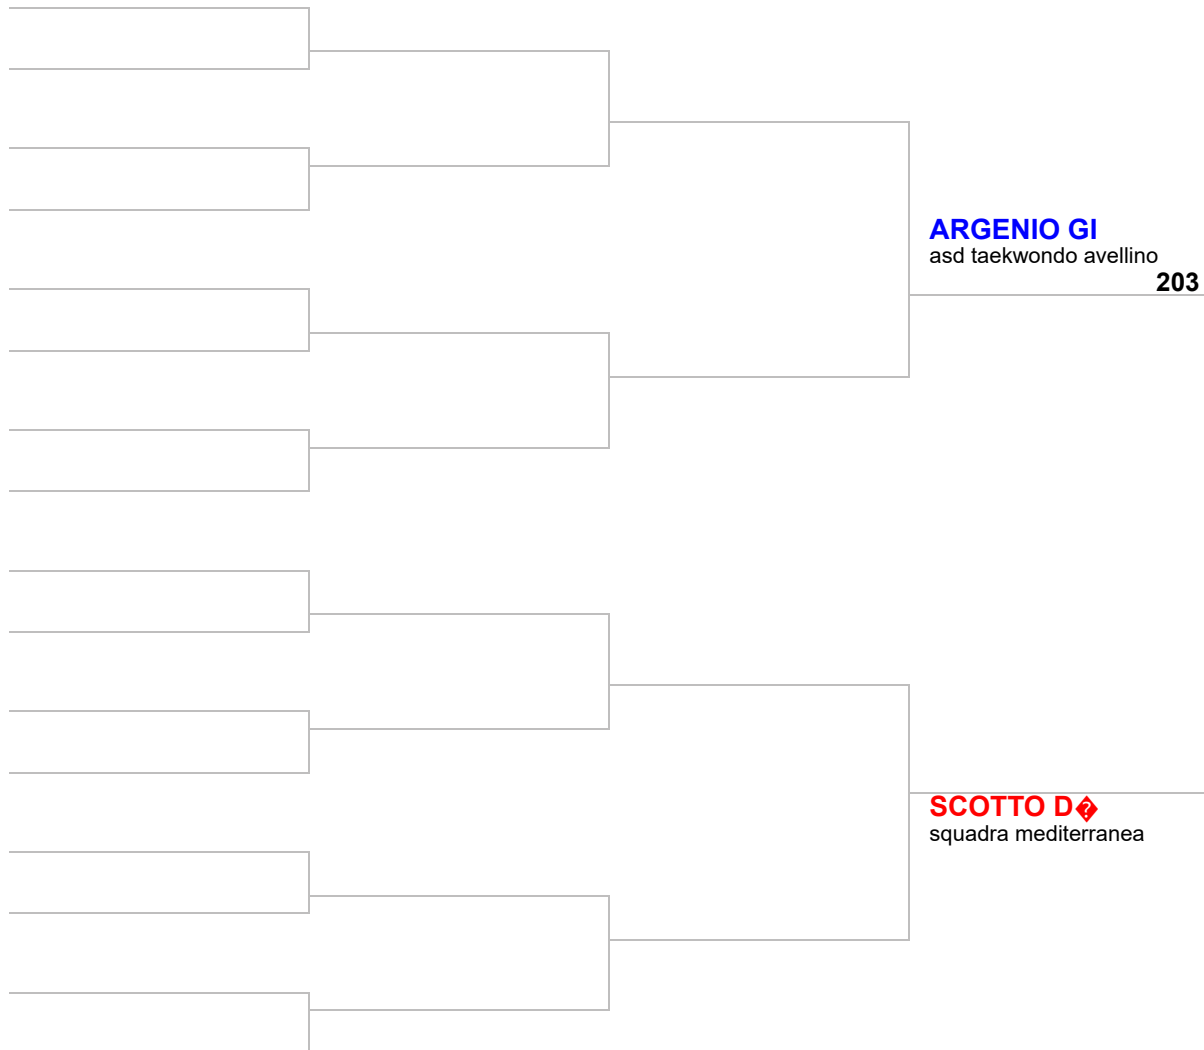 ARGENIO GI
asd taekwondo avellino
203
SCOTTO D�
squadra mediterranea